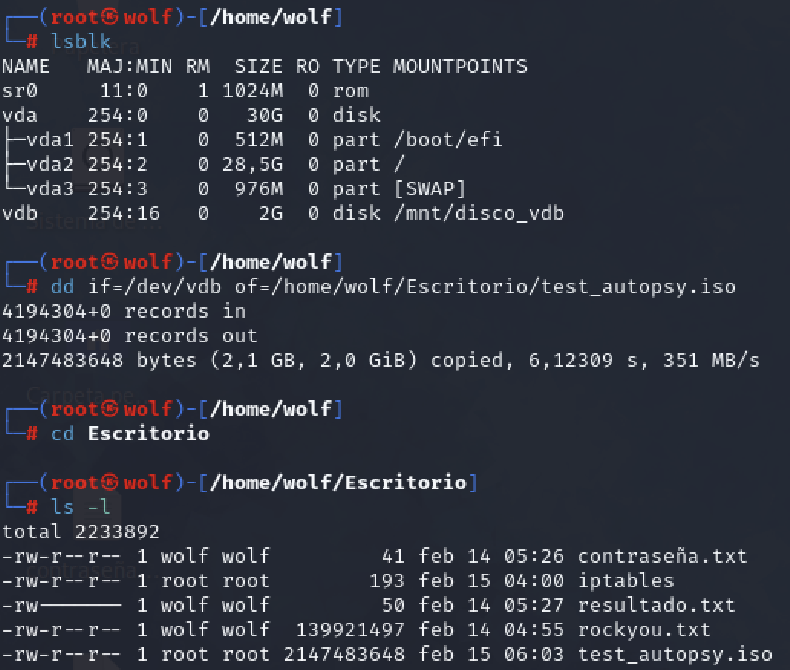 ┌──(root㉿wolf)-[/home/wolf]
└─# lsblk
NAME   MAJ:MIN RM  SIZE RO TYPE MOUNTPOINTS
sr0     11:0    1 1024M  0 rom
vda    254:0    0   30G  0 disk
├─vda1 254:1    0  512M  0 part /boot/efi
├─vda2 254:2    0 28,5G  0 part /
└─vda3 254:3    0  976M  0 part [SWAP]
vdb    254:16   0    2G  0 disk /mnt/disco_vdb
┌──(root㉿wolf)-[/home/wolf]
└─# dd if=/dev/vdb of=/home/wolf/Escritorio/test_autopsy.iso
4194304+0 records in
4194304+0 records out
2147483648 bytes (2,1 GB, 2,0 GiB) copied, 6,12309 s, 351 MB/s
┌──(root㉿wolf)-[/home/wolf]
└─# cd Escritorio
┌──(root㉿wolf)-[/home/wolf/Escritorio]
└─# ls -l
total 2233892
-rw-r--r-- 1 wolf wolf         41 feb 14 05:26 contraseña.txt
-rw-r--r-- 1 root root        193 feb 15 04:00 iptables
-rw------- 1 wolf wolf         50 feb 14 05:27 resultado.txt
-rw-r--r-- 1 wolf wolf  139921497 feb 14 04:55 rockyou.txt
-rw-r--r-- 1 root root 2147483648 feb 15 06:03 test_autopsy.iso